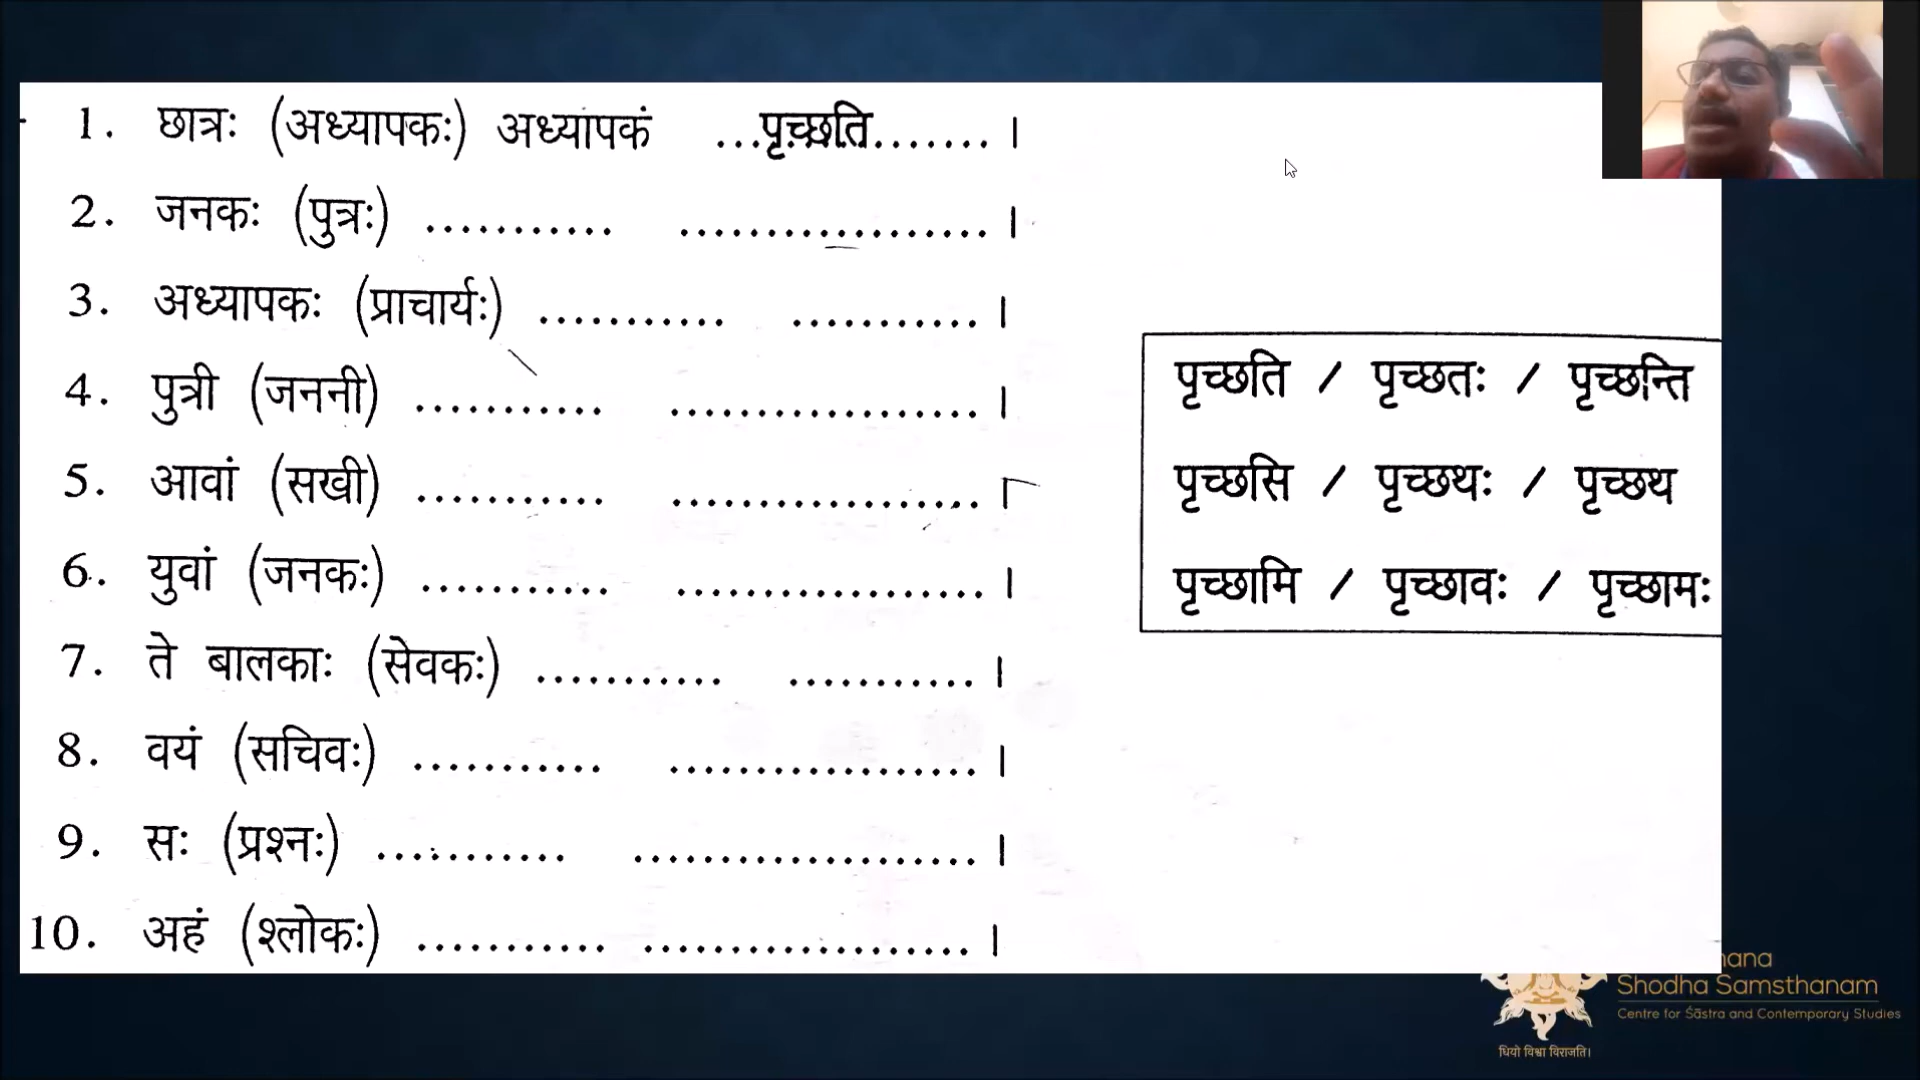 1. छात्रः (अध्यापकः) अध्यापकं ...पृच्छति....... ।
2. जनकः (पुत्रः) ........... .................. ।
3. अध्यापकः (प्राचार्यः) ........... ........... ।
4. पुत्री (जननी) ........... .................. ।
5. आवां (सखी) ........... .................. ।
6. युवां (जनकः) ........... .................. ।
7. ते बालकाः (सेवकः) ........... ........... ।
8. वयं (सचिवः) ........... .................. ।
9. सः (प्रश्नः) ........... .................... ।
10. अहं (श्लोकः) ........... ................... ।
पृच्छति / पृच्छतः / पृच्छन्ति
पृच्छसि / पृच्छथः / पृच्छथ
पृच्छामि / पृच्छावः / पृच्छामः
Shodha Samsthanam
Centre for Śāstra and Contemporary Studies
धियो विश्वा विराजति।